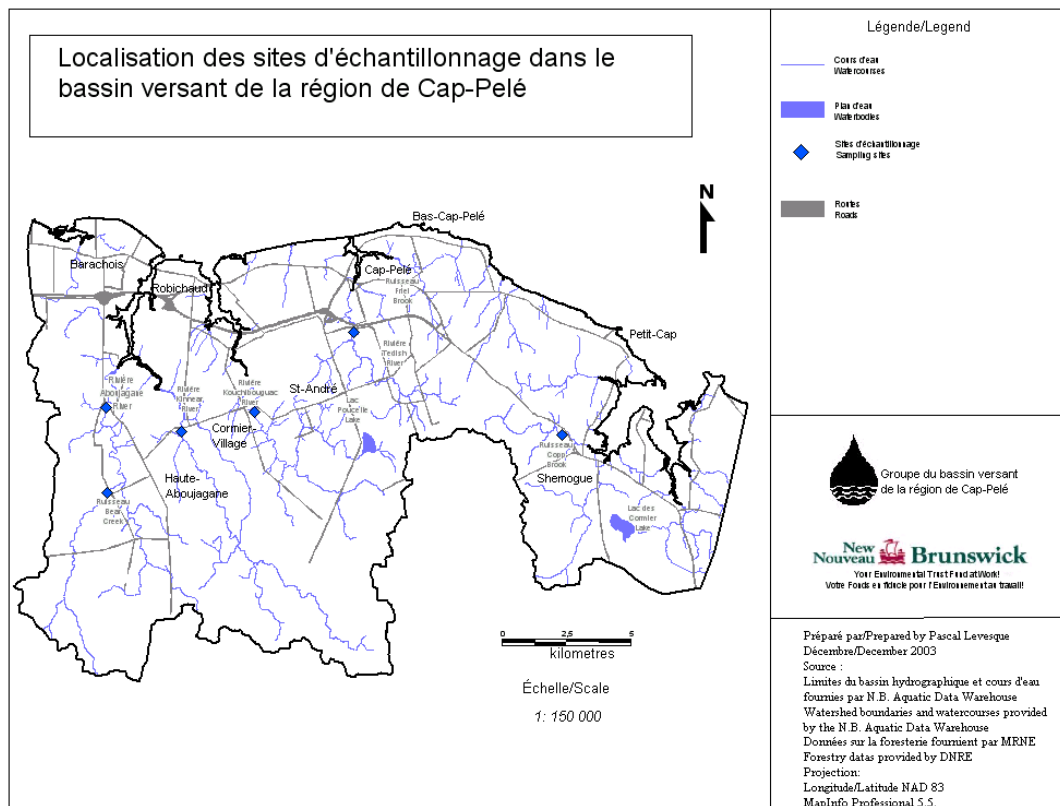 Localisation des sites d'échantillonnage dans le
bassin versant de la région de Cap-Pelé
Légende/Legend
Cours d'eau
Watercourses
Plan d'eau
Waterbodies
Sites d'échantillonnage
Sampling sites
Routes
Roads
N
Bas-Cap-Pelé
Barachois
Robichaud
Cap-Pelé
Ruisseau
Friel
Brook
Petit-Cap
Rivière
Tedish
River
St-André
Rivière
Aboujagane
River
Rivière
Kinnear
River
Rivière
Kouchibouguac
River
Lac
Poucette
Lake
Cormier-
Village
Ruisseau
Copp
Brook
Shemogue
Haute-
Aboujagane
Ruisseau
Bear
Creek
Lac des
Cormier
Lake
0 2,5 5
kilometres
Échelle/Scale
1: 150 000
Groupe du bassin versant
de la région de Cap-Pelé
New
Nouveau
Brunswick
Your Environmental Trust Fund at Work!
Votre Fonds en fiducie pour l'Environnement an travail!
Préparé par/Prepared by Pascal Levesque
Décembre/December 2003
Source :
Limites du bassin hydrographique et cours d'eau
fournies par N.B. Aquatic Data Warehouse
Watershed boundaries and watercourses provided
by the N.B. Aquatic Data Warehouse
Données sur la foresterie fournient par MRNE
Forestry datas provided by DNRE
Projection:
Longitude/Latitude NAD 83
MapInfo Professional 5.5.